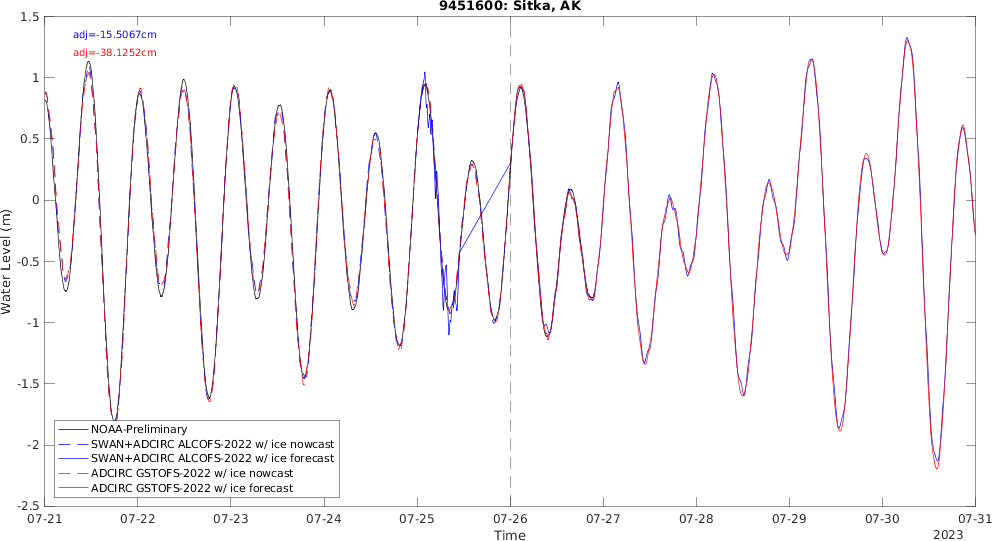 9451600: Sitka, AK
adj=-15.5067cm
adj=-38.1252cm
Water Level (m)
1.5
1
0.5
0
-0.5
-1
-1.5
-2
-2.5
NOAA-Preliminary
SWAN+ADCIRC ALCOFS-2022 w/ ice nowcast
SWAN+ADCIRC ALCOFS-2022 w/ ice forecast
ADCIRC GSTOFS-2022 w/ ice nowcast
ADCIRC GSTOFS-2022 w/ ice forecast
07-21 07-22 07-23 07-24 07-25 07-26 07-27 07-28 07-29 07-30 07-31
Time
2023